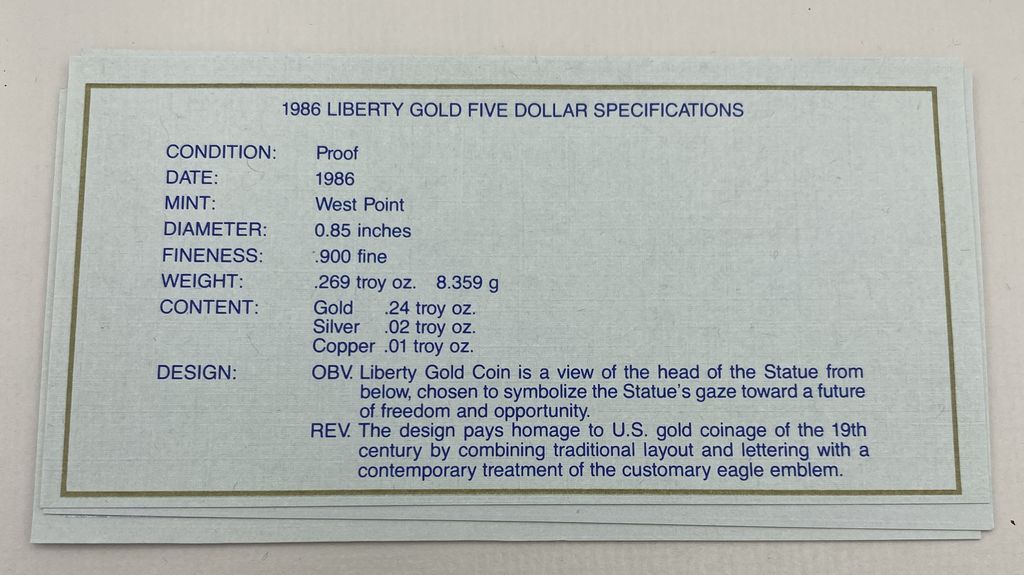 1986 LIBERTY GOLD FIVE DOLLAR SPECIFICATIONS
CONDITION: Proof
DATE: 1986
MINT: West Point
DIAMETER: 0.85 inches
FINENESS: .900 fine
WEIGHT: .269 troy oz. 8.359 g
CONTENT: Gold .24 troy oz.
Silver .02 troy oz.
Copper .01 troy oz.
DESIGN: OBV. Liberty Gold Coin is a view of the head of the Statue from
below, chosen to symbolize the Statue's gaze toward a future
of freedom and opportunity.
REV. The design pays homage to U.S. gold coinage of the 19th
century by combining traditional layout and lettering with a
contemporary treatment of the customary eagle emblem.